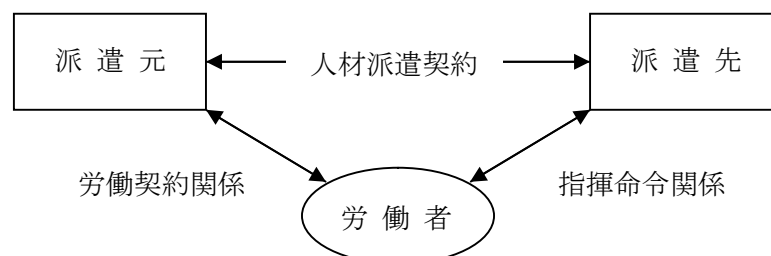 派遣元
人材派遣契約
派遣先
労働契約関係
指揮命令関係
労働者